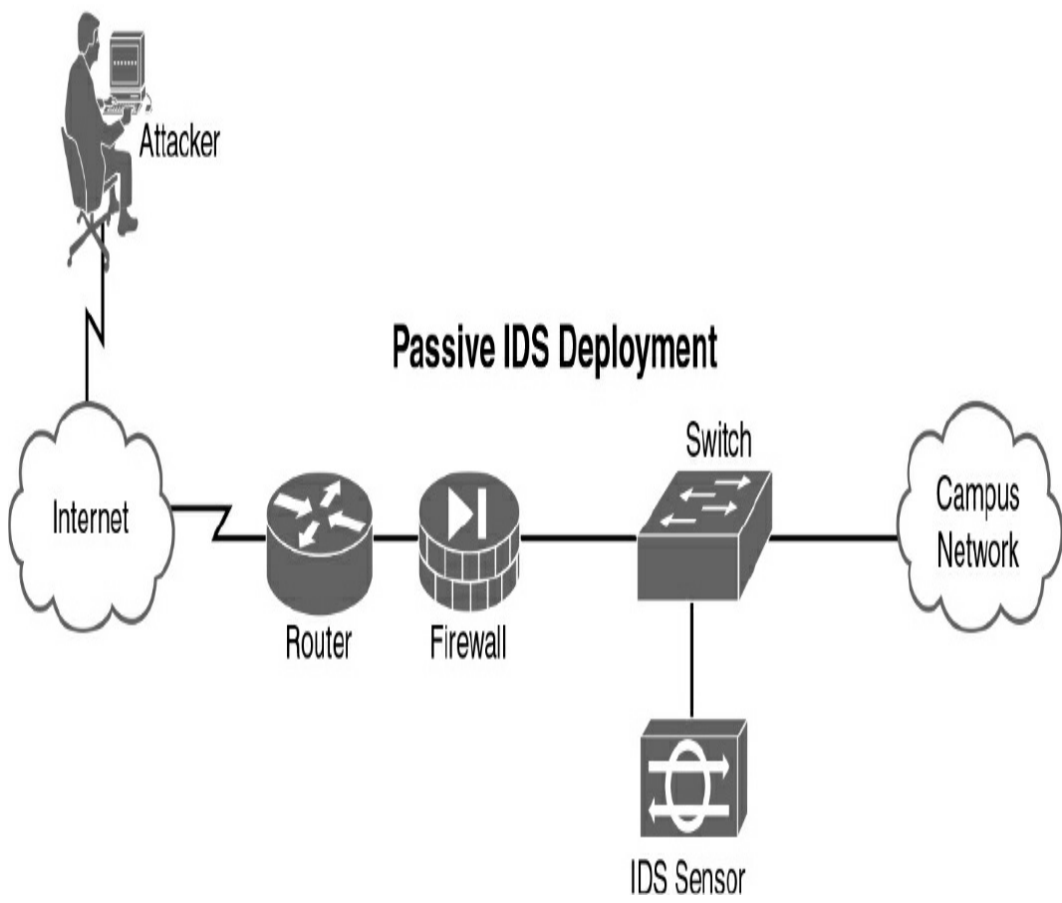 Attacker
Passive IDS Deployment
Internet
Router
Firewall
Switch
Campus
Network
IDS Sensor